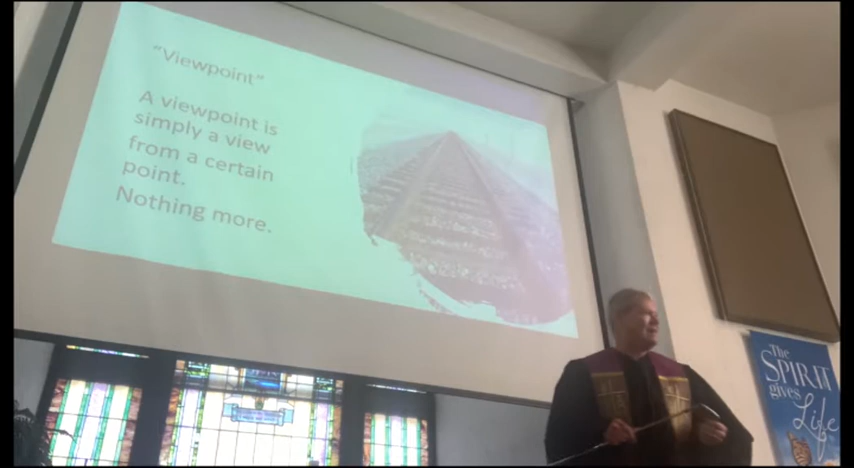 “Viewpoint”
A viewpoint is
simply a view
from a certain
point.
Nothing more.
The
SPIRIT
gives
Life